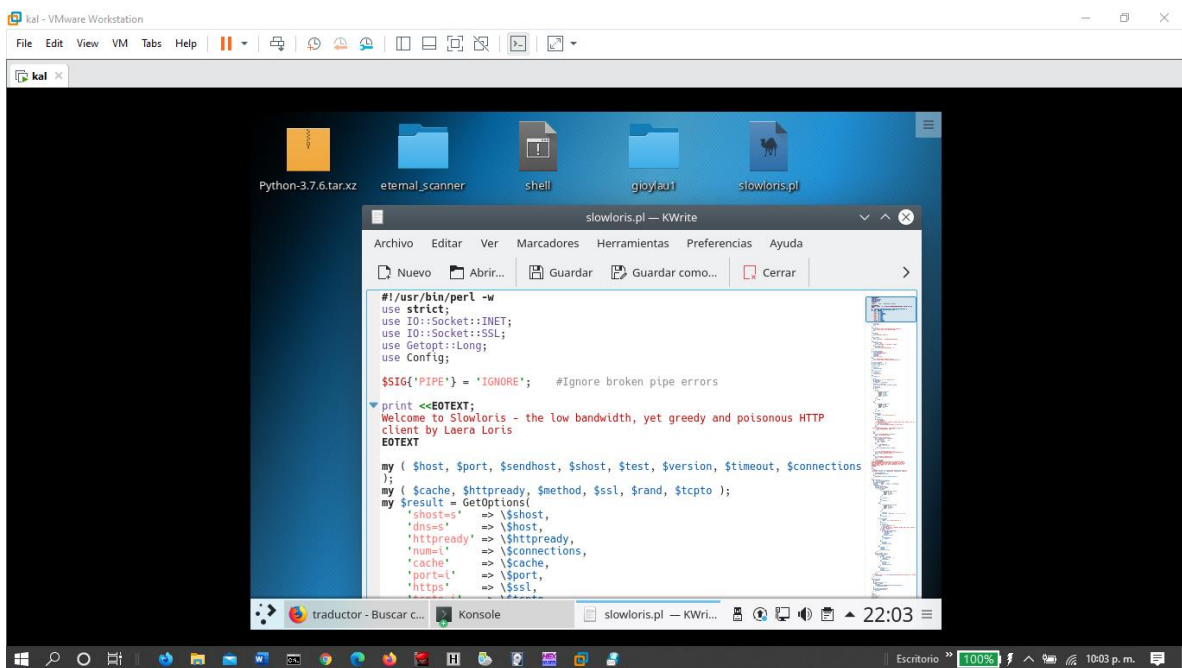 kal - VMware Workstation
File Edit View VM Tabs Help
kal
Python-3.7.6.tar.xz eternal_scanner shell gioylau1 slowloris.pl
slowloris.pl — KWrite
Archivo Editar Ver Marcadores Herramientas Preferencias Ayuda
Nuevo Abrir... Guardar Guardar como... Cerrar
#!/usr/bin/perl -w
use strict;
use IO::Socket::INET;
use IO::Socket::SSL;
use Getopt::Long;
use Config;
$SIG{'PIPE'} = 'IGNORE';    #Ignore broken pipe errors
print <<EOTEXT;
Welcome to Slowloris - the low bandwidth, yet greedy and poisonous HTTP
client by Laera Loris
EOTEXT
my ( $host, $port, $sendhost, $shost, $test, $version, $timeout, $connections
);
my ( $cache, $httpready, $method, $ssl, $rand, $tcpto );
my $result = GetOptions(
'shost=s'   => \$shost,
'dns=s'     => \$host,
'httpready' => \$httpready,
'num=i'     => \$connections,
'cache'     => \$cache,
'port=i'    => \$port,
'https'     => \$ssl,
traductor - Buscar c... Konsole slowloris.pl — KWri... 22:03
Escritorio 100% 10:03 p. m.